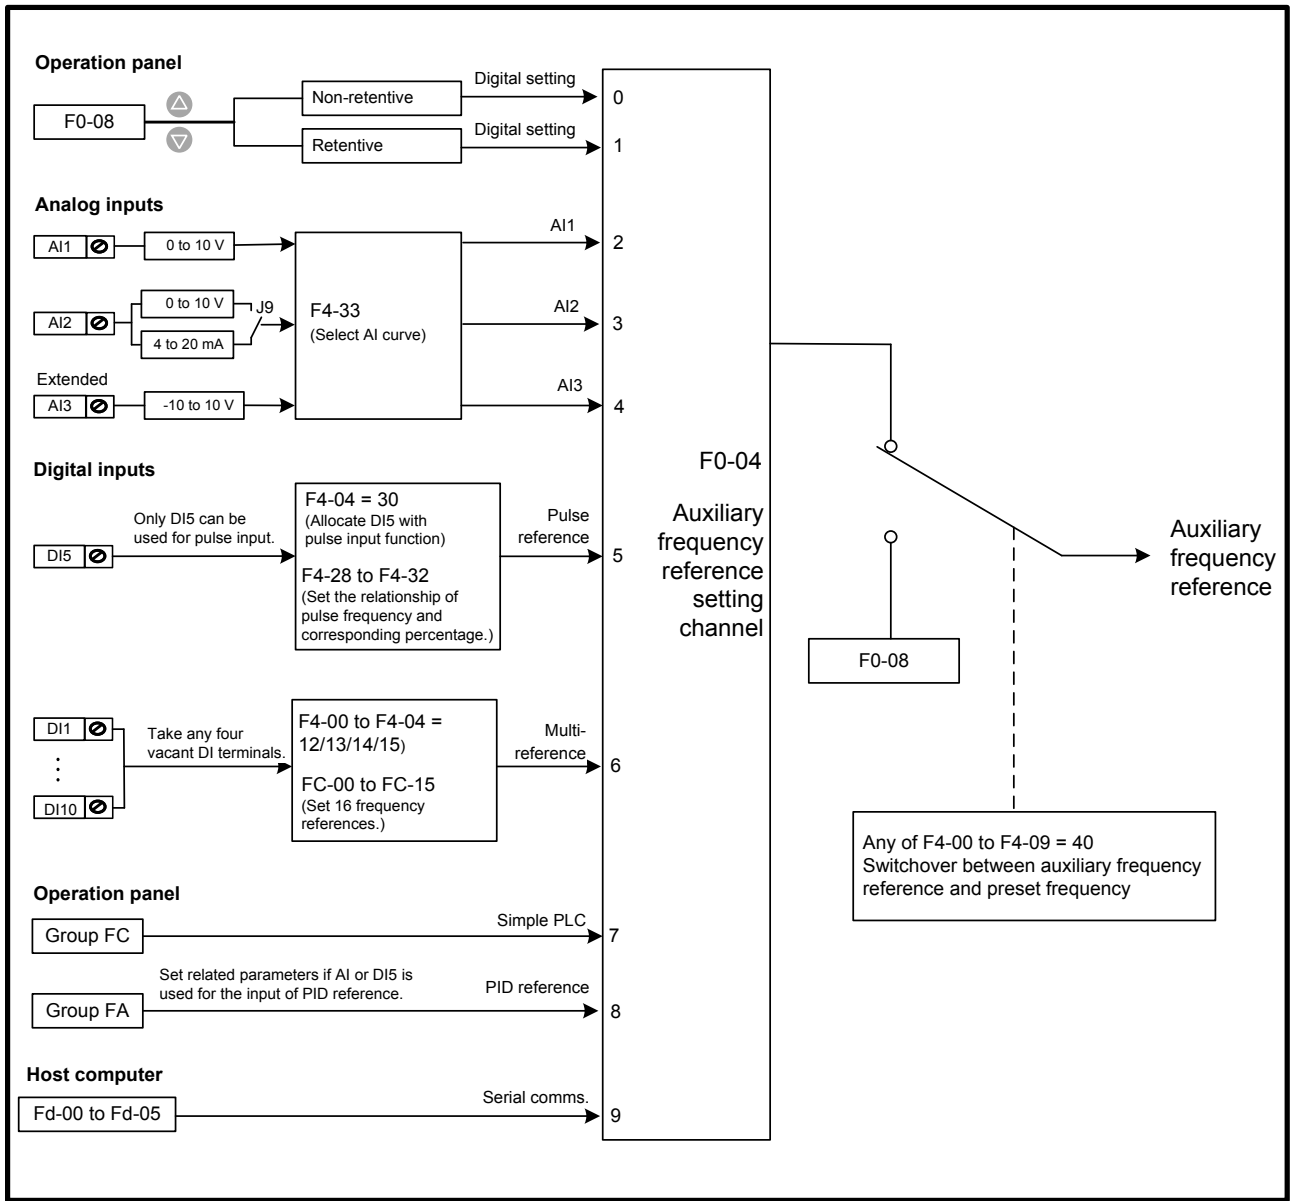 Operation panel
F0-08
Non-retentive
Digital setting
0
Retentive
Digital setting
1
Analog inputs
AI1
0 to 10 V
AI1
2
AI2
0 to 10 V
4 to 20 mA
J9
F4-33
(Select AI curve)
AI2
3
Extended
AI3
-10 to 10 V
AI3
4
Digital inputs
DI5
Only DI5 can be
used for pulse input.
F4-04 = 30
(Allocate DI5 with
pulse input function)
F4-28 to F4-32
(Set the relationship of
pulse frequency and
corresponding percentage.)
Pulse
reference
5
DI1
DI10
Take any four
vacant DI terminals.
F4-00 to F4-04 =
12/13/14/15)
FC-00 to FC-15
(Set 16 frequency
references.)
Multi-
reference
6
Operation panel
Group FC
Simple PLC
7
Group FA
Set related parameters if AI or DI5 is
used for the input of PID reference.
PID reference
8
Host computer
Fd-00 to Fd-05
Serial comms.
9
F0-04
Auxiliary
frequency
reference
setting
channel
F0-08
Auxiliary
frequency
reference
Any of F4-00 to F4-09 = 40
Switchover between auxiliary frequency
reference and preset frequency